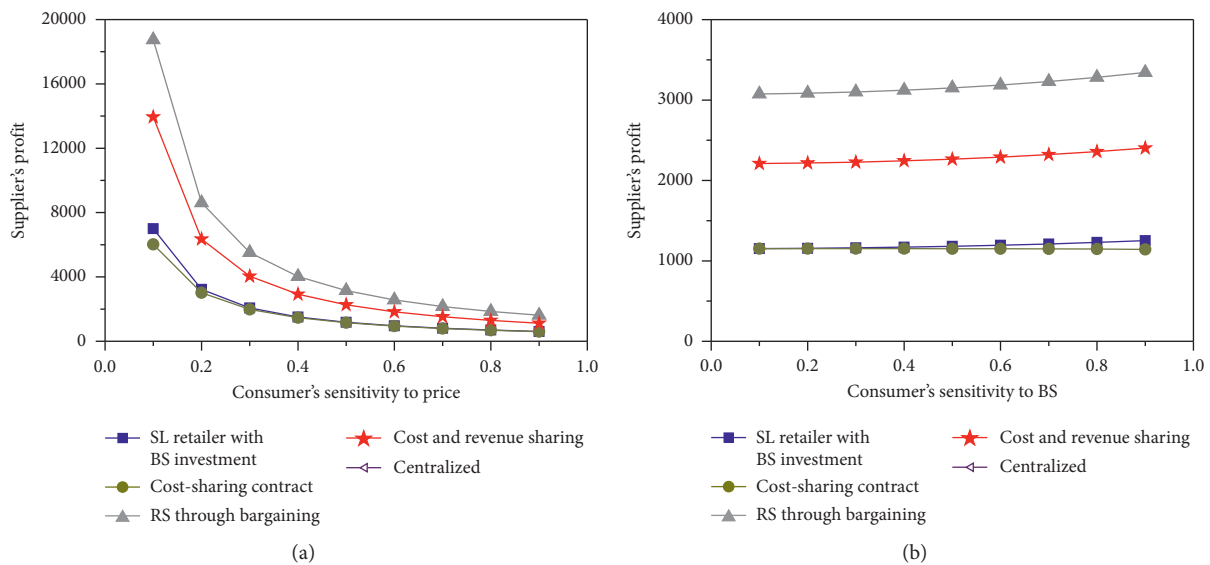 20000
16000
12000
8000
4000
0
Supplier's profit
0.0 0.2 0.4 0.6 0.8 1.0
Consumer's sensitivity to price
SL retailer with
BS investment
Cost-sharing contract
RS through bargaining
Cost and revenue sharing
Centralized
(a)
4000
3000
2000
1000
0
Supplier's profit
0.0 0.2 0.4 0.6 0.8 1.0
Consumer's sensitivity to BS
SL retailer with
BS investment
Cost-sharing contract
RS through bargaining
Cost and revenue sharing
Centralized
(b)